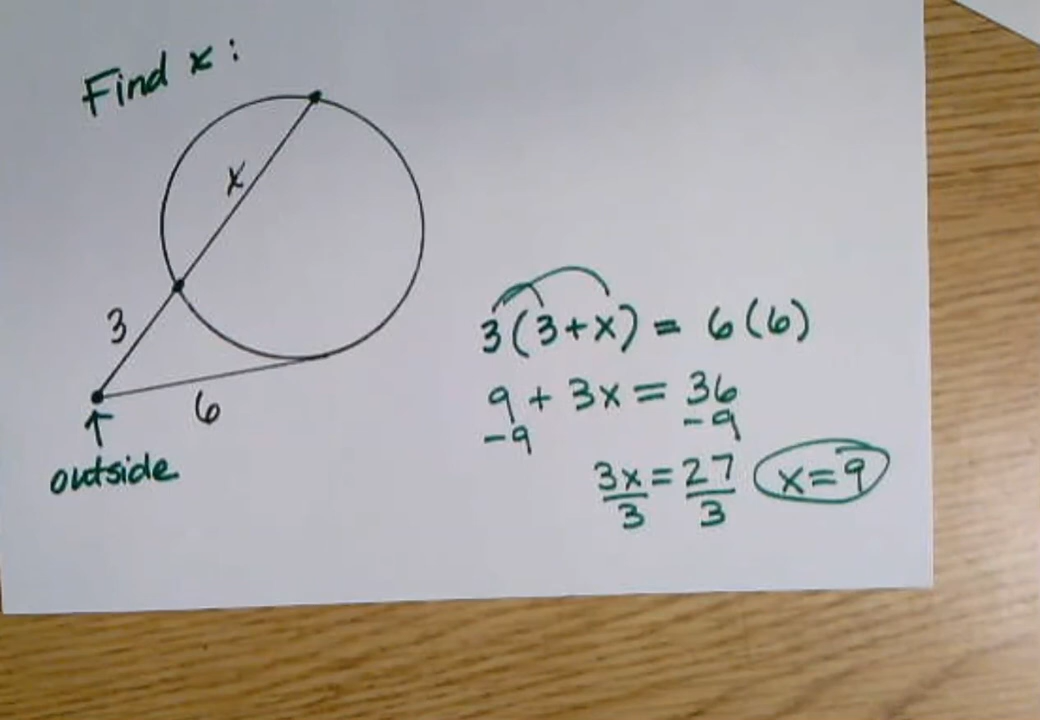 Find x:
x
3
6
outside
3(3+x) = 6(6)
9 + 3x = 36
-9 -9
3x = 27 x=9
3 3